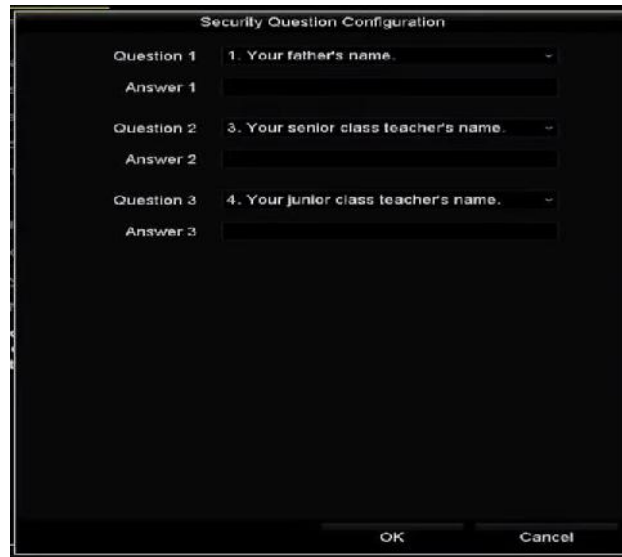 Security Question Configuration
Question 1 1. Your father's name.
Answer 1
Question 2 3. Your senior class teacher's name.
Answer 2
Question 3 4. Your junior class teacher's name.
Answer 3
OK Cancel